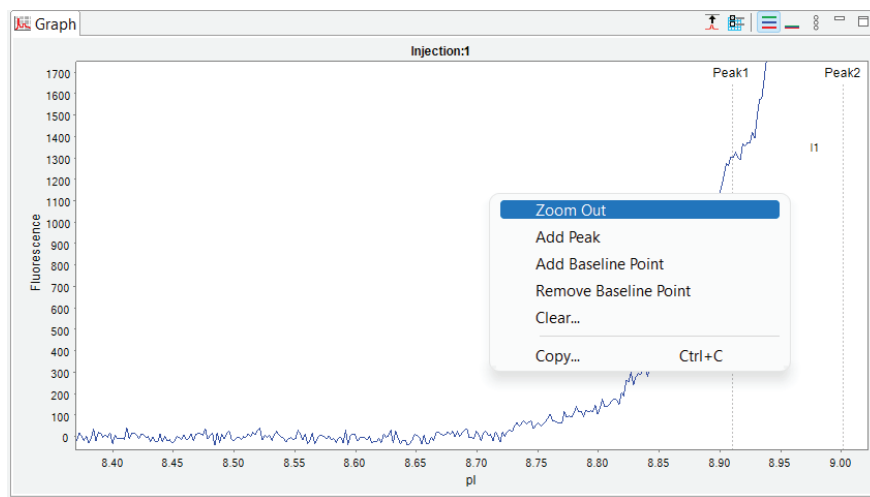 Graph
Injection:1
Peak1
Peak2
I1
Fluorescence
1700
1600
1500
1400
1300
1200
1100
1000
900
800
700
600
500
400
300
200
100
0
Zoom Out
Add Peak
Add Baseline Point
Remove Baseline Point
Clear...
Copy... Ctrl+C
8.40 8.45 8.50 8.55 8.60 8.65 8.70 8.75 8.80 8.85 8.90 8.95 9.00
pI